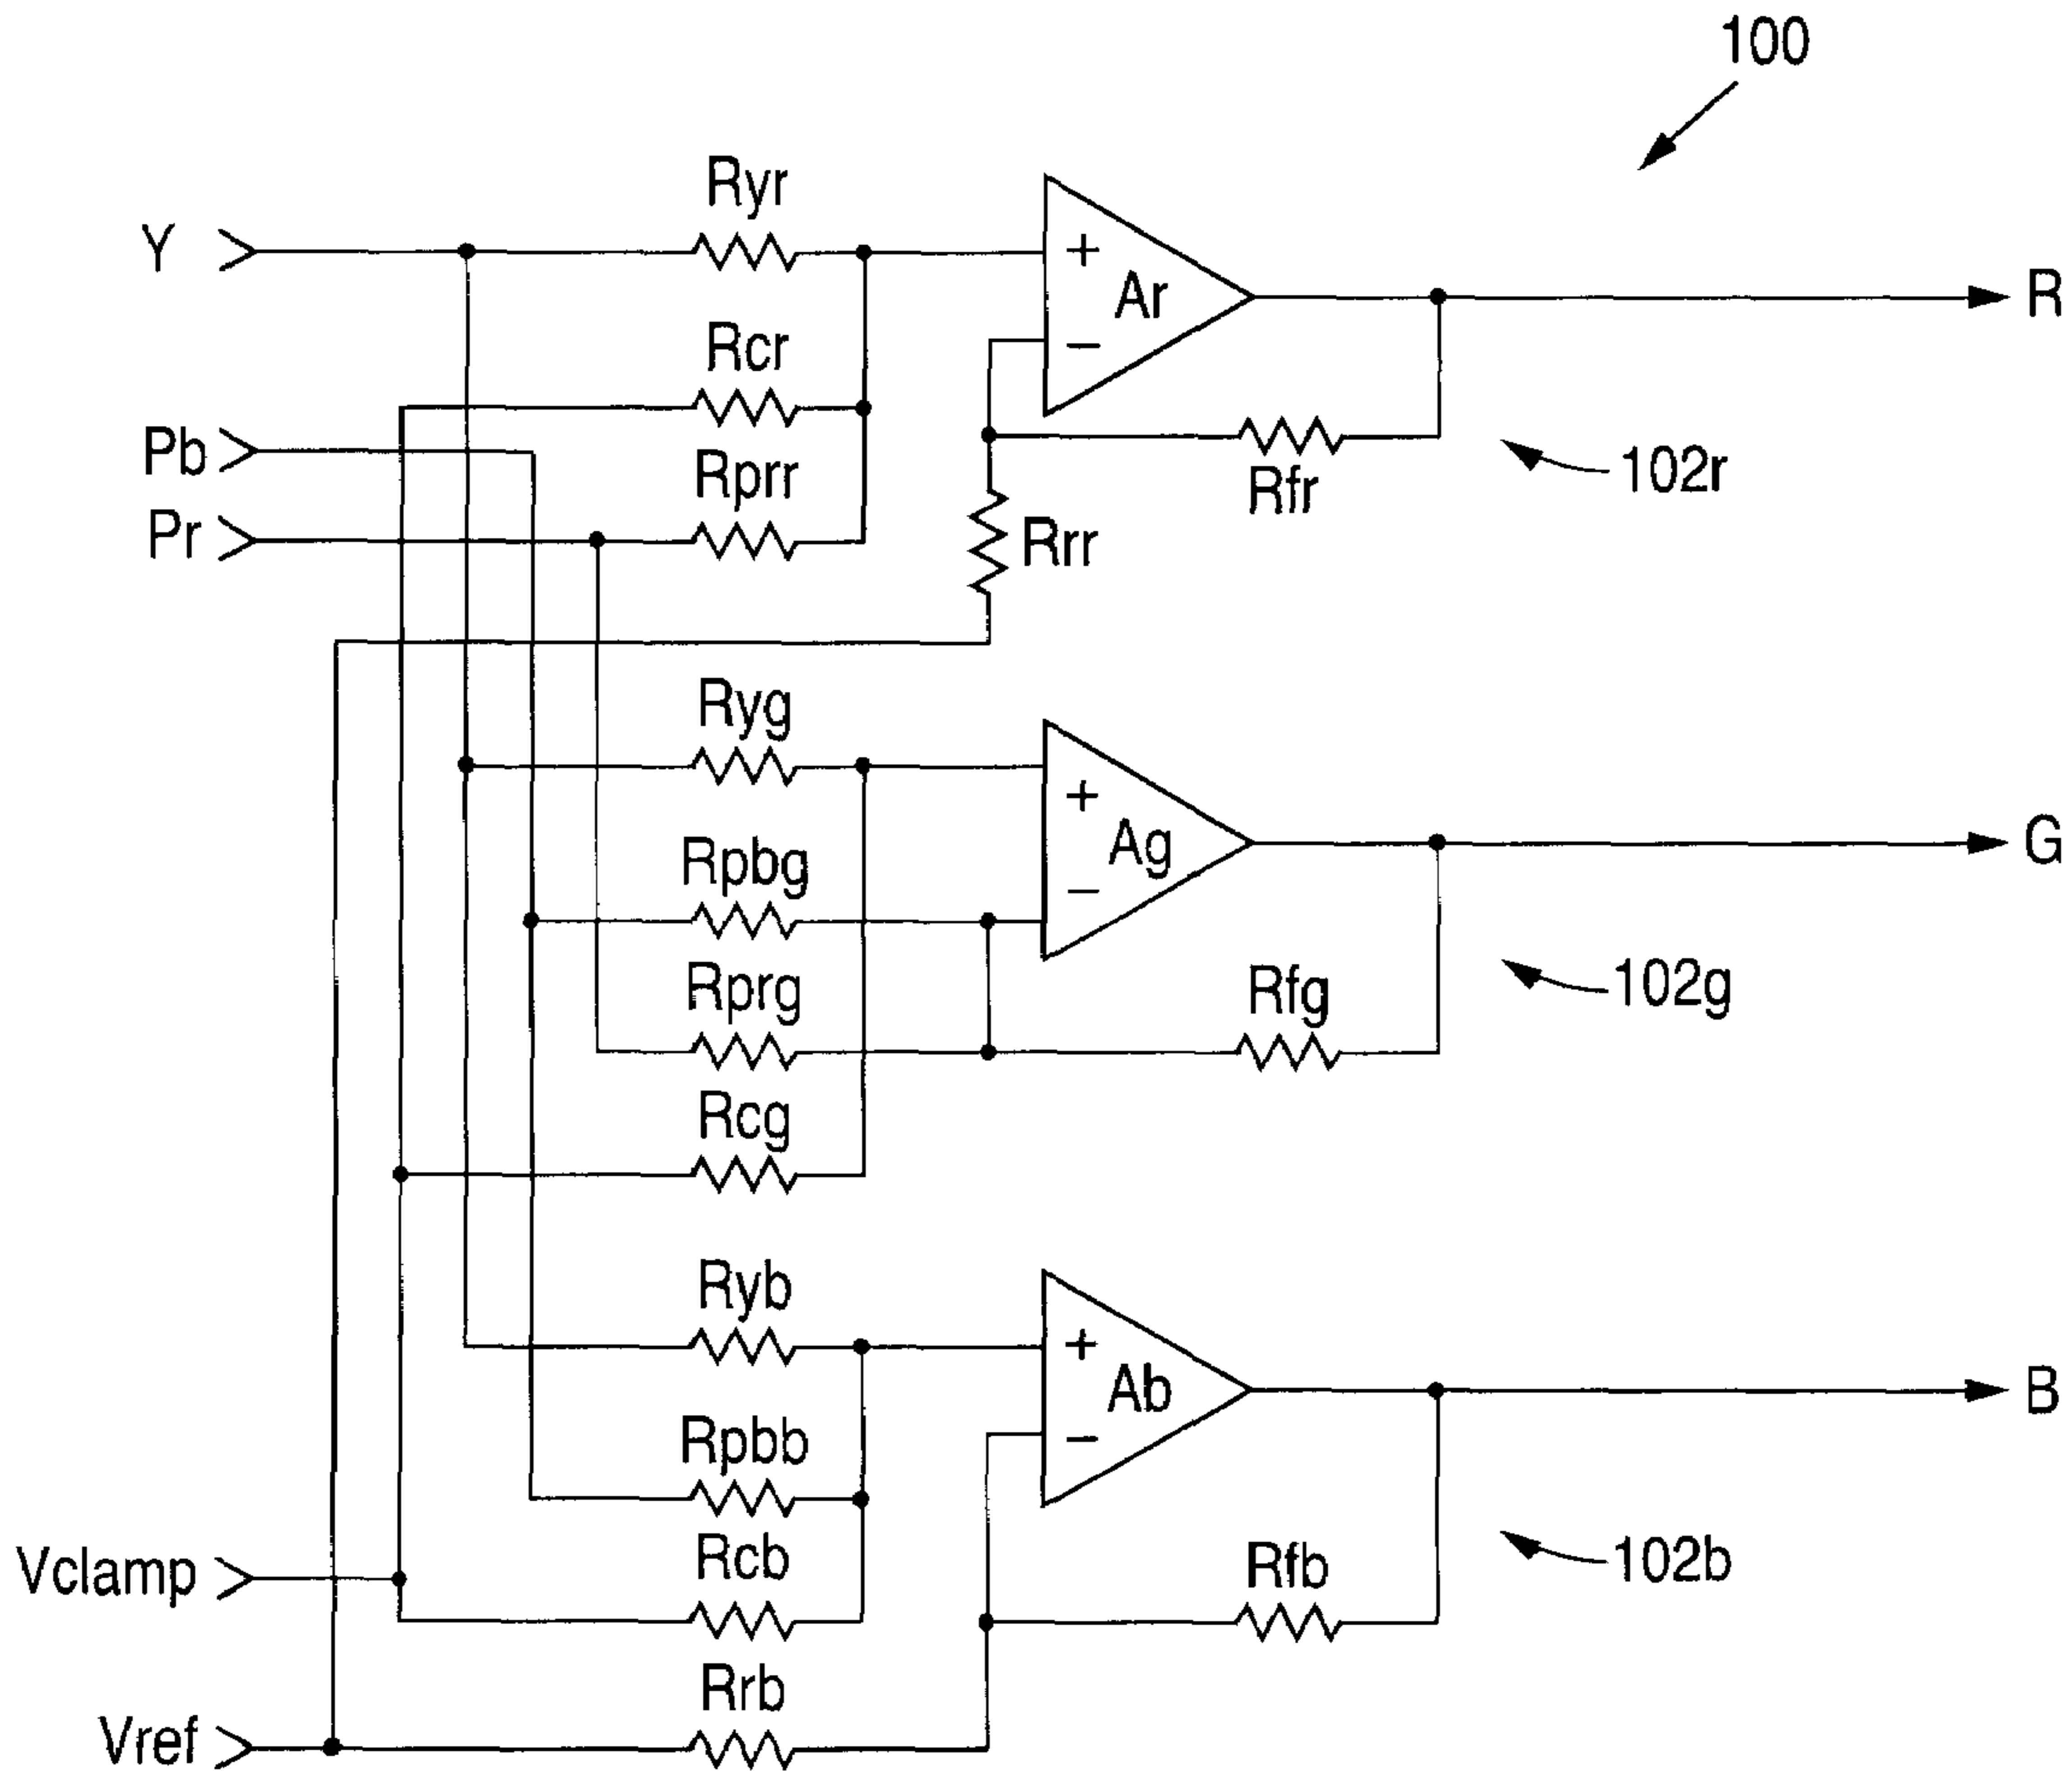 100
Ryr
Y
+
Ar
R
Rcr
−
Pb
Rprr
Rfr
102r
Pr
Rrr
Ryg
+
Ag
G
Rpbg
−
Rprg
Rfg
102g
Rcg
Ryb
+
Ab
B
Rpbb
−
Vclamp
Rcb
Rfb
102b
Rrb
Vref